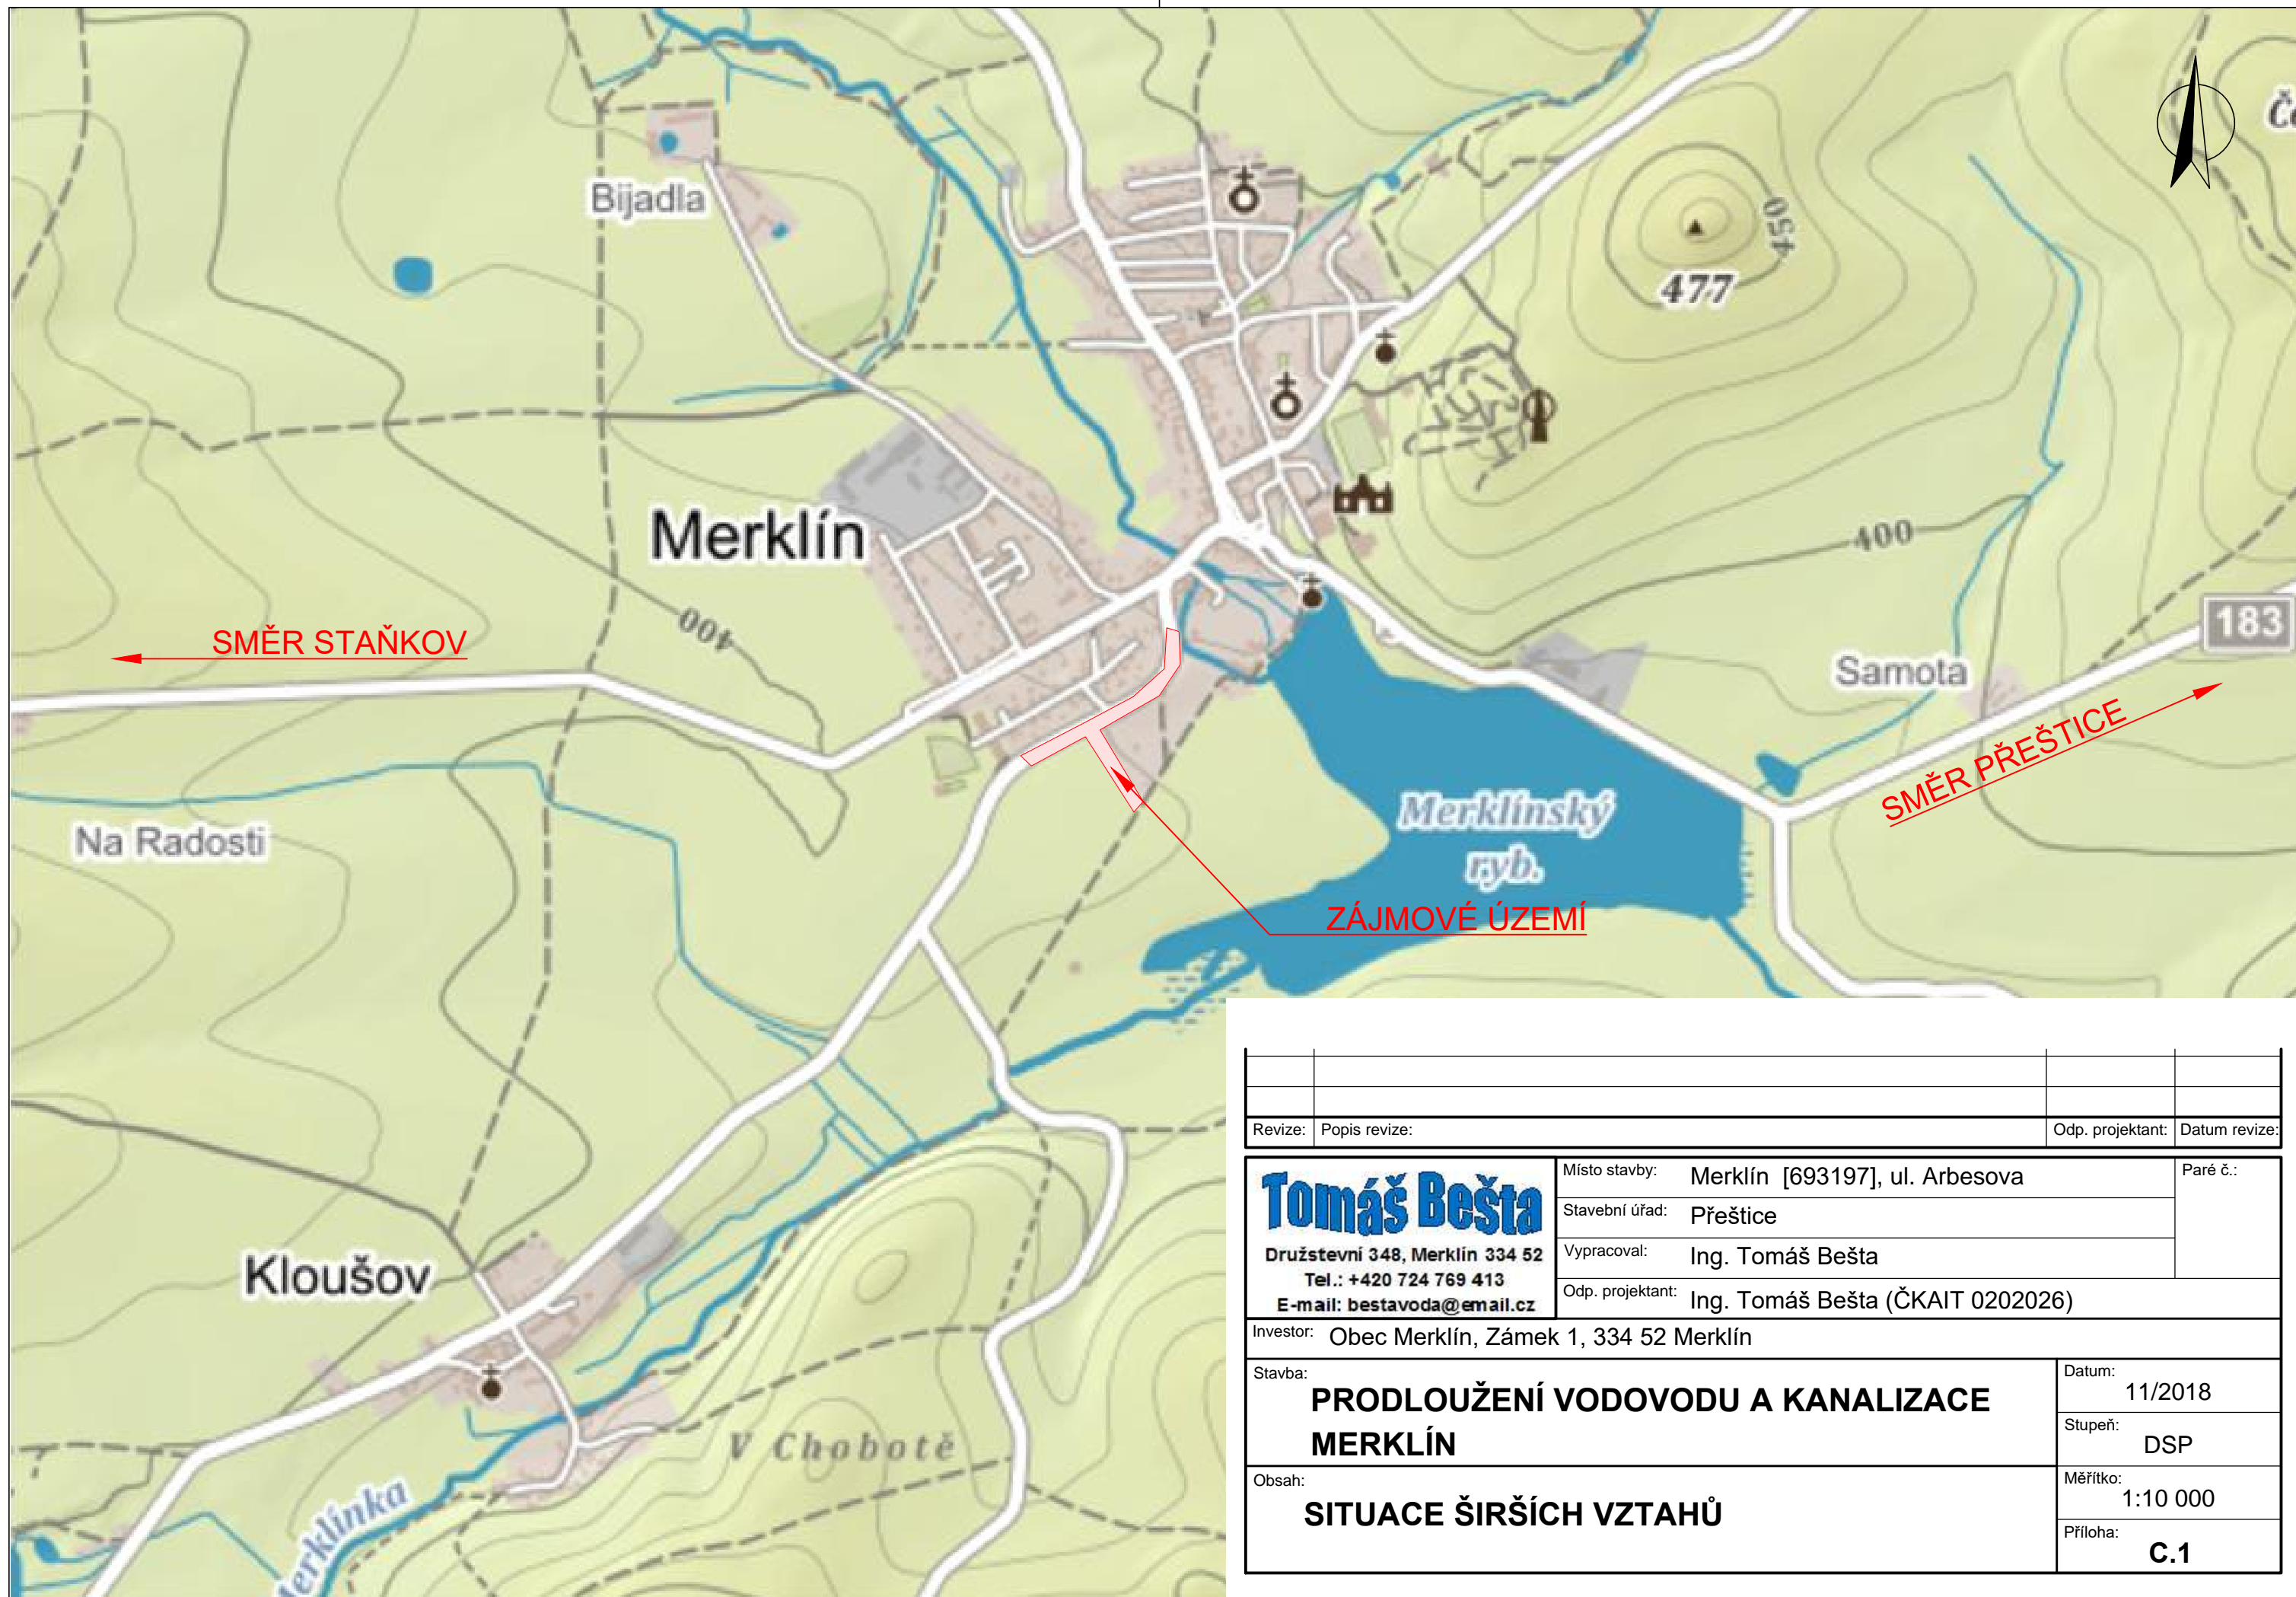 Bijadla
477
450
Merklín
400
400
183
SMĚR STAŇKOV
Samota
SMĚR PŘEŠTICE
Merklínský
ryb.
Na Radosti
ZÁJMOVÉ ÚZEMÍ
Kloušov
V Chobotě
Revize: Popis revize: Odp. projektant: Datum revize:
Tomáš Bešta
Družstevní 348, Merklín 334 52
Tel.: +420 724 769 413
E-mail: bestavoda@email.cz
Místo stavby: Merklín [693197], ul. Arbesova
Paré č.:
Stavební úřad: Přeštice
Vypracoval: Ing. Tomáš Bešta
Odp. projektant: Ing. Tomáš Bešta (ČKAIT 0202026)
Investor: Obec Merklín, Zámek 1, 334 52 Merklín
Stavba:
PRODLOUŽENÍ VODOVODU A KANALIZACE
MERKLÍN
Datum:
11/2018
Stupeň:
DSP
Obsah:
SITUACE ŠIRŠÍCH VZTAHŮ
Měřítko:
1:10 000
Příloha:
C.1